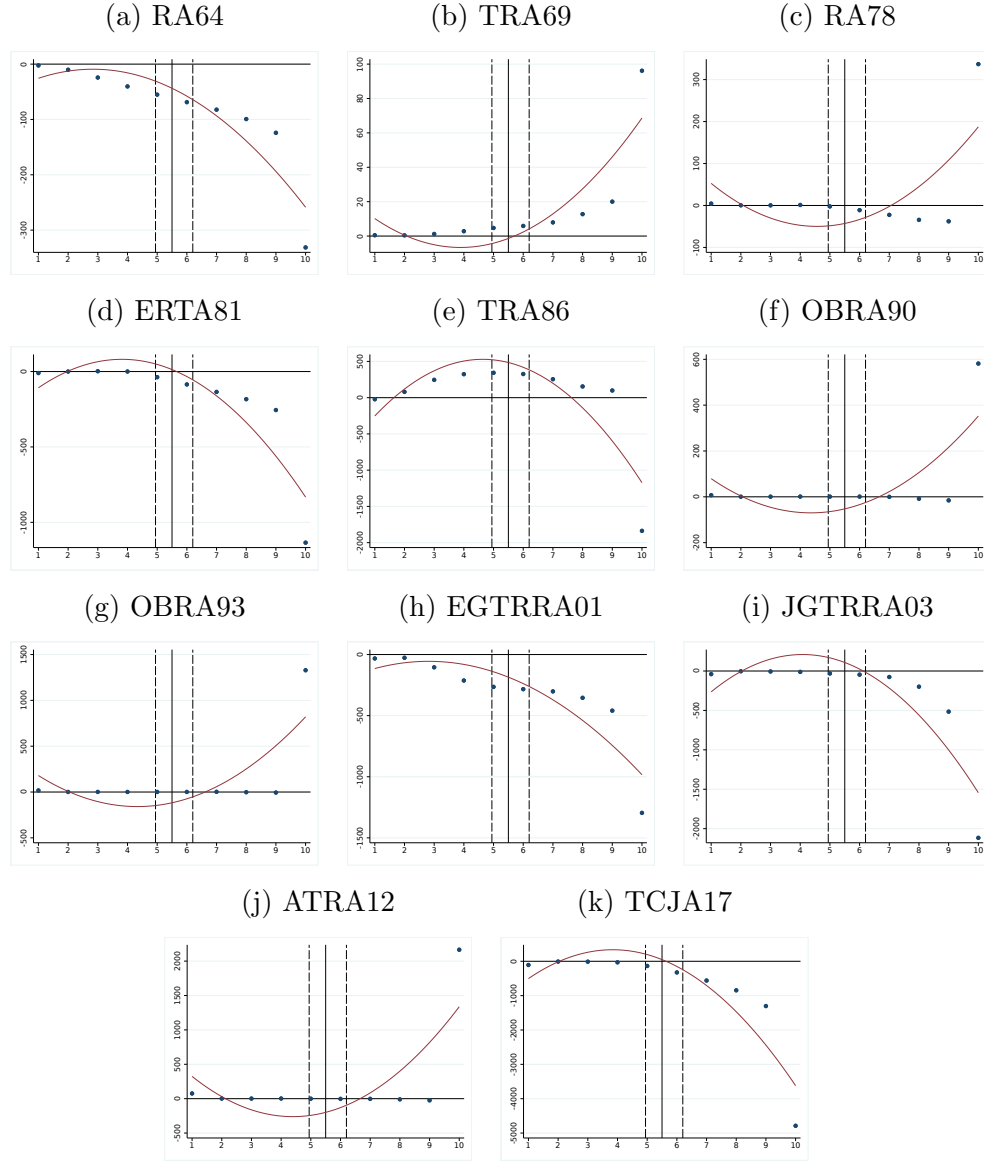 (a) RA64 (b) TRA69 (c) RA78
0 -100 -200 -300
1 2 3 4 5 6 7 8 9 10
100 80 60 40 20 0
1 2 3 4 5 6 7 8 9 10
300 200 100 0 -100
1 2 3 4 5 6 7 8 9 10
(d) ERTA81 (e) TRA86 (f) OBRA90
0 -500 -1000
1 2 3 4 5 6 7 8 9 10
500 0 -500 -1000 -1500 -2000
1 2 3 4 5 6 7 8 9 10
600 400 200 0 -200
1 2 3 4 5 6 7 8 9 10
(g) OBRA93 (h) EGTRRA01 (i) JGTRRA03
1500 1000 500 0 -500
1 2 3 4 5 6 7 8 9 10
0 -500 -1000 -1500
1 2 3 4 5 6 7 8 9 10
0 -500 -1000 -1500 -2000
1 2 3 4 5 6 7 8 9 10
(j) ATRA12 (k) TCJA17
2000 1500 1000 500 0 -500
1 2 3 4 5 6 7 8 9 10
0 -1000 -2000 -3000 -4000 -5000
1 2 3 4 5 6 7 8 9 10